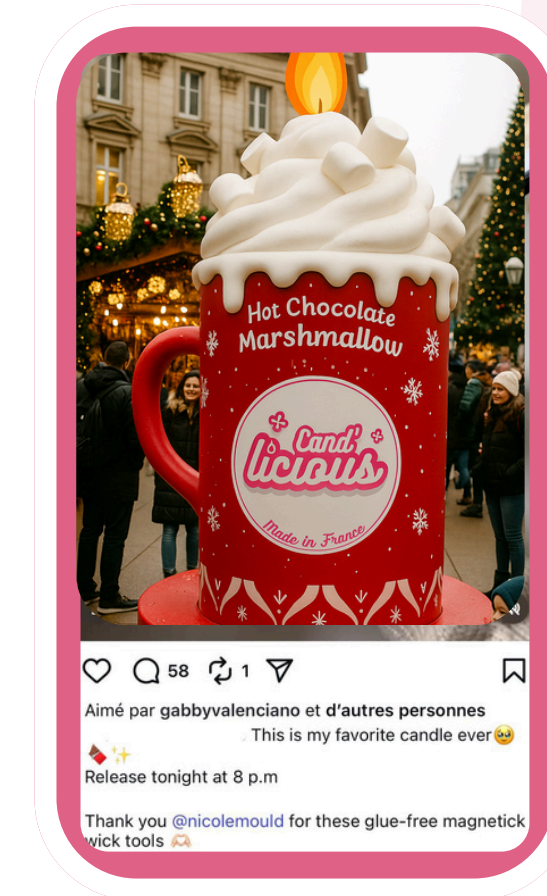 Hot Chocolate
Marshmallow
Cand'
licious
Made in France
58 1
Aimé par gabbyvalenciano et d'autres personnes
This is my favorite candle ever🥹
🍫✨
Release tonight at 8 p.m
Thank you @nicolemould for these glue-free magnetick
wick tools 🫶🏻